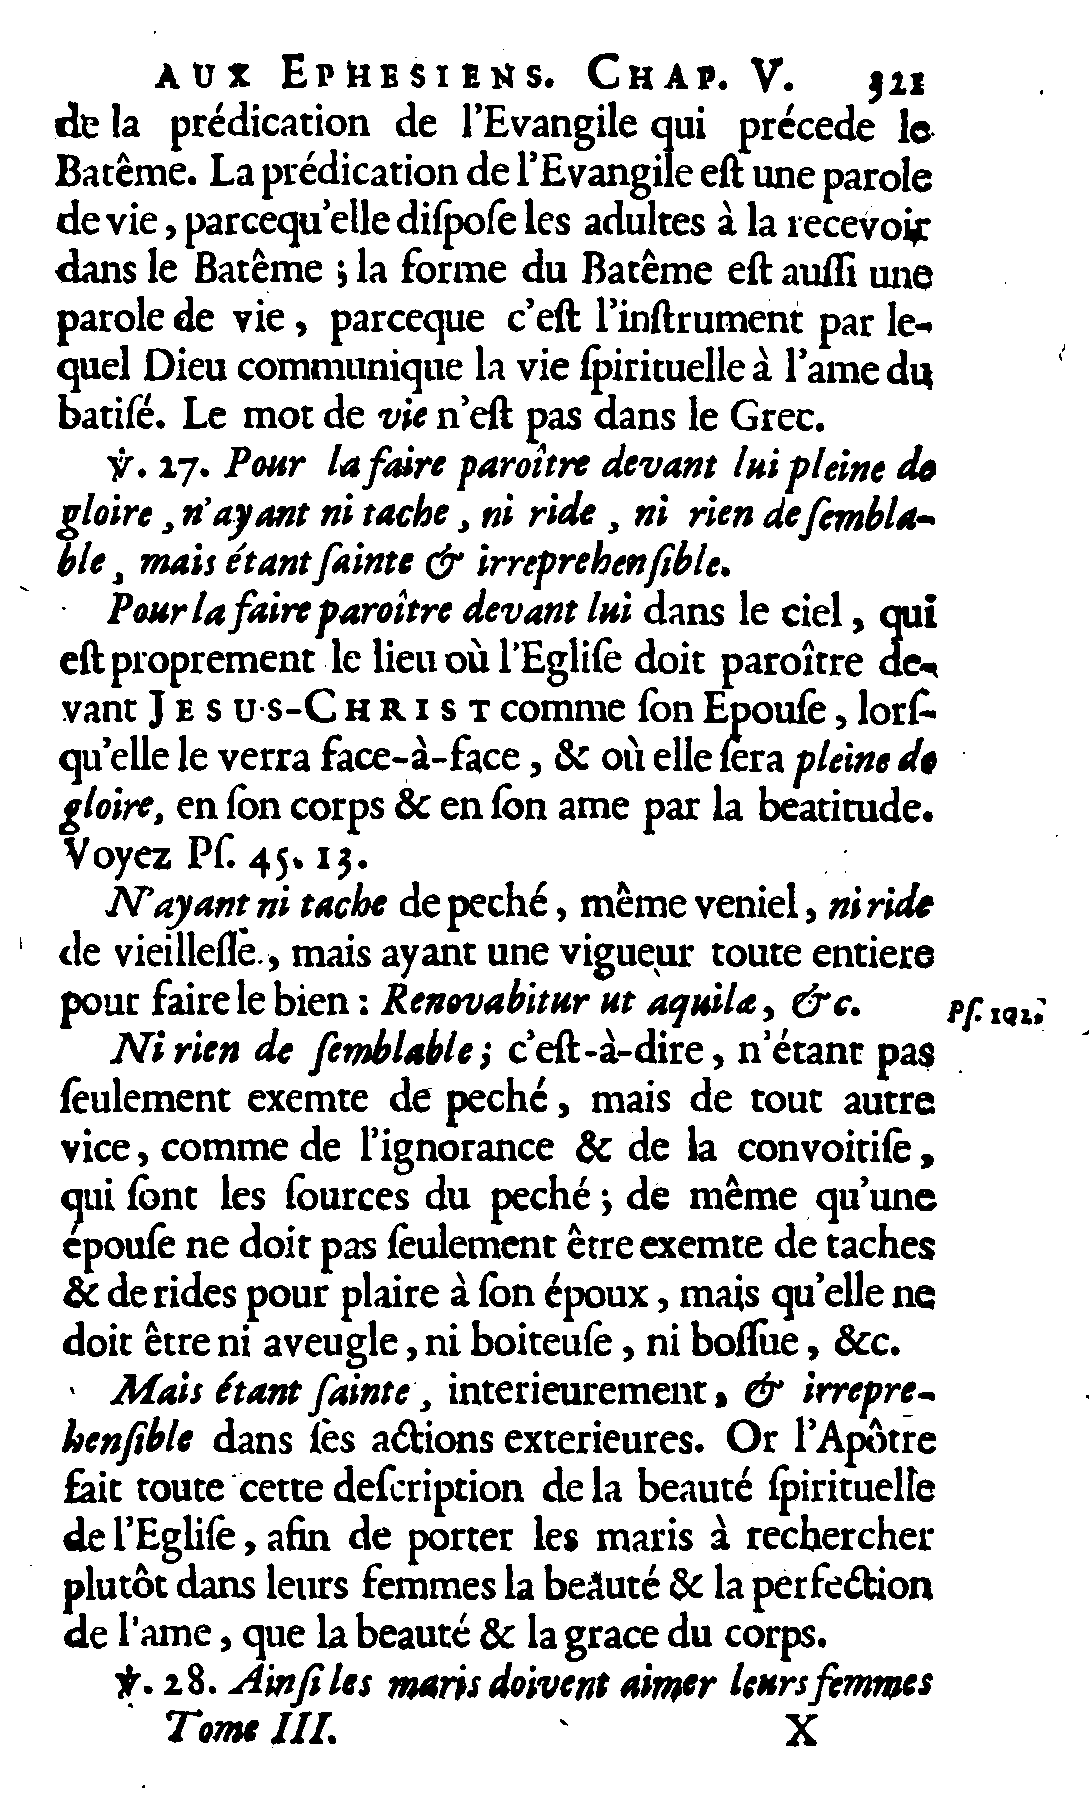 AUX EPHESIENS. CHAP. V. 321
de la prédication de l'Evangile qui précede le
Batême. La prédication de l'Evangile eſt une parole
de vie, parcequ'elle diſpoſe les adultes à la recevoir
dans le Batême ; la forme du Batême eſt auſſi une
parole de vie, parceque c'eſt l'inſtrument par le-
quel Dieu communique la vie ſpirituelle à l'ame du
batiſé. Le mot de vie n'eſt pas dans le Grec.
℣. 27. Pour la faire paroître devant lui pleine de
gloire, n'ayant ni tache, ni ride, ni rien de ſembla-
ble, mais étant ſainte & irreprehenſible.
Pour la faire paroître devant lui dans le ciel, qui
eſt proprement le lieu où l'Egliſe doit paroître de-
vant JESUS-CHRIST comme ſon Epouſe, lorſ-
qu'elle le verra face-à-face, & où elle ſera pleine de
gloire, en ſon corps & en ſon ame par la beatitude.
Voyez Pſ. 45. 13.
N'ayant ni tache de peché, même veniel, ni ride
de vieilleſſe, mais ayant une vigueur toute entiere
pour faire le bien : Renovabitur ut aquilæ, &c.
Pſ. 102.
Ni rien de ſemblable ; c'eſt-à-dire, n'étant pas
ſeulement exemte de peché, mais de tout autre
vice, comme de l'ignorance & de la convoitiſe,
qui ſont les ſources du peché ; de même qu'une
épouſe ne doit pas ſeulement être exemte de taches
& de rides pour plaire à ſon époux, mais qu'elle ne
doit être ni aveugle, ni boiteuſe, ni boſſue, &c.
Mais étant ſainte, interieurement, & irrepre-
henſible dans ſes actions exterieures. Or l'Apôtre
fait toute cette deſcription de la beauté ſpirituelle
de l'Egliſe, afin de porter les maris à rechercher
plutôt dans leurs femmes la beauté & la perfection
de l'ame, que la beauté & la grace du corps.
℣. 28. Ainſi les maris doivent aimer leurs femmes
Tome III. X